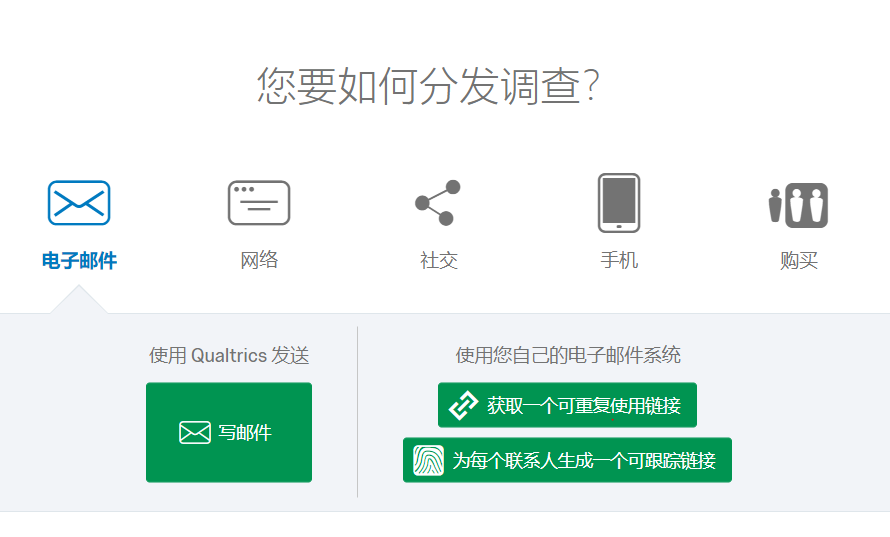 您要如何分发调查?
电子邮件
网络
社交
手机
购买
使用 Qualtrics 发送
写邮件
使用您自己的电子邮件系统
获取一个可重复使用链接
为每个联系人生成一个可跟踪链接